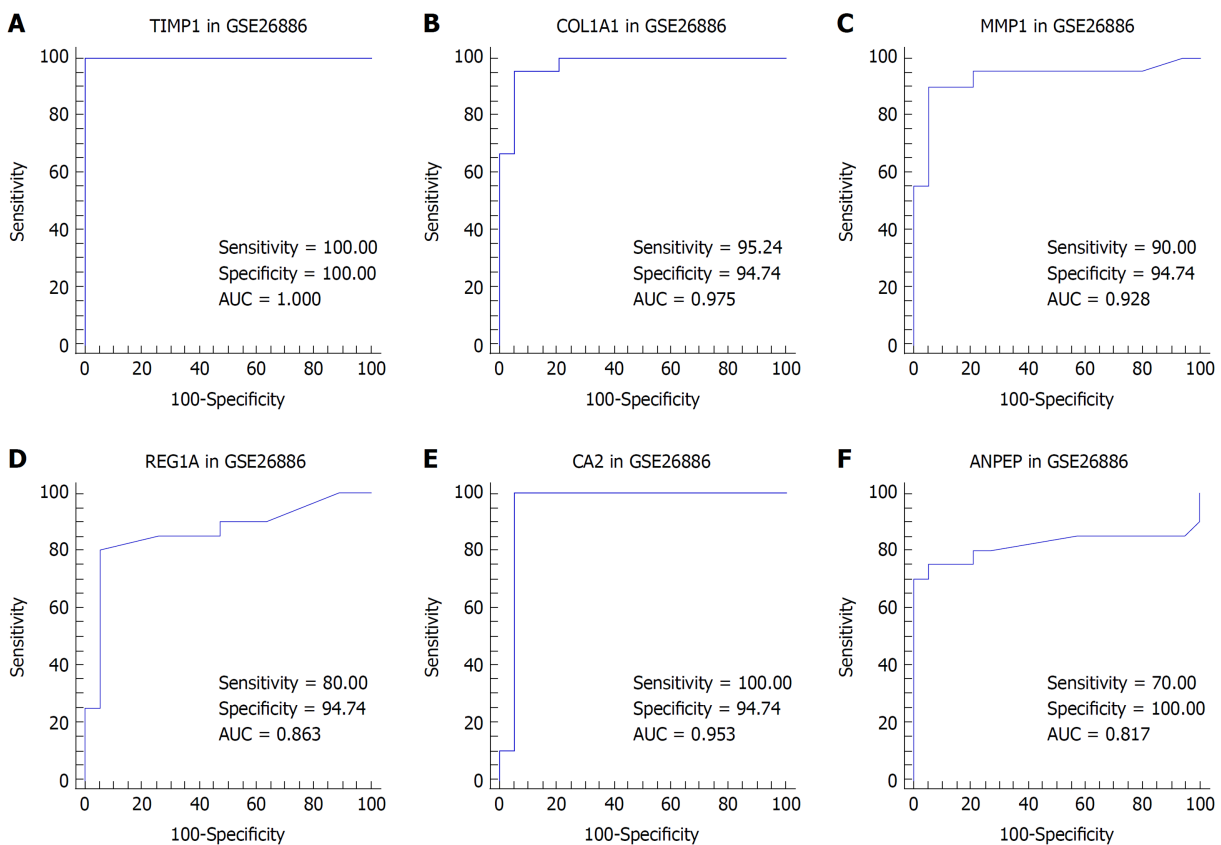 A
TIMP1 in GSE26886
100
80
60
40
20
0
Sensitivity
Sensitivity = 100.00
Specificity = 100.00
AUC = 1.000
0 20 40 60 80 100
100-Specificity
B
COL1A1 in GSE26886
100
80
60
40
20
0
Sensitivity
Sensitivity = 95.24
Specificity = 94.74
AUC = 0.975
0 20 40 60 80 100
100-Specificity
C
MMP1 in GSE26886
100
80
60
40
20
0
Sensitivity
Sensitivity = 90.00
Specificity = 94.74
AUC = 0.928
0 20 40 60 80 100
100-Specificity
D
REG1A in GSE26886
100
80
60
40
20
0
Sensitivity
Sensitivity = 80.00
Specificity = 94.74
AUC = 0.863
0 20 40 60 80 100
100-Specificity
E
CA2 in GSE26886
100
80
60
40
20
0
Sensitivity
Sensitivity = 100.00
Specificity = 94.74
AUC = 0.953
0 20 40 60 80 100
100-Specificity
F
ANPEP in GSE26886
100
80
60
40
20
0
Sensitivity
Sensitivity = 70.00
Specificity = 100.00
AUC = 0.817
0 20 40 60 80 100
100-Specificity